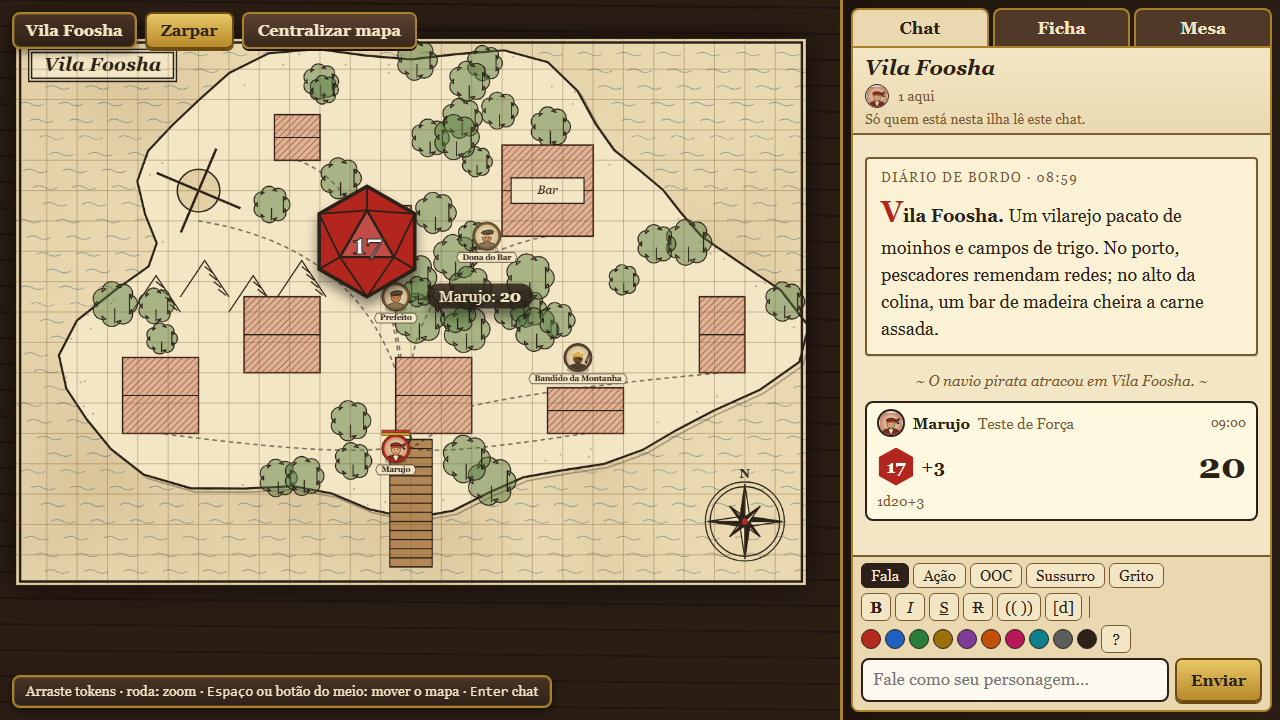 Vila Foosha
Zarpar
Centralizar mapa
Vila Foosha
Bar
17
Dona do Bar
Marujo: 20
Prefeito
Bandido da Montanha
Marujo
N
Arraste tokens · roda: zoom · Espaço ou botão do meio: mover o mapa · Enter chat
Chat
Ficha
Mesa
Vila Foosha
1 aqui
Só quem está nesta ilha lê este chat.
DIÁRIO DE BORDO · 08:59
Vila Foosha. Um vilarejo pacato de
moinhos e campos de trigo. No porto,
pescadores remendam redes; no alto da
colina, um bar de madeira cheira a carne
assada.
~ O navio pirata atracou em Vila Foosha. ~
Marujo Teste de Força 09:00
17 +3 20
1d20+3
Fala Ação OOC Sussurro Grito
B I S R (( )) [d]
?
Fale como seu personagem...
Enviar